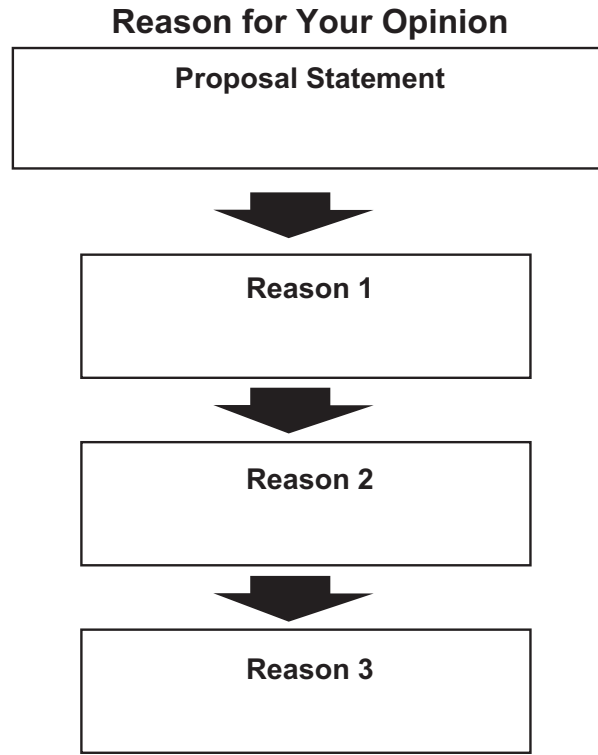 Reason for Your Opinion
Proposal Statement
Reason 1
Reason 2
Reason 3